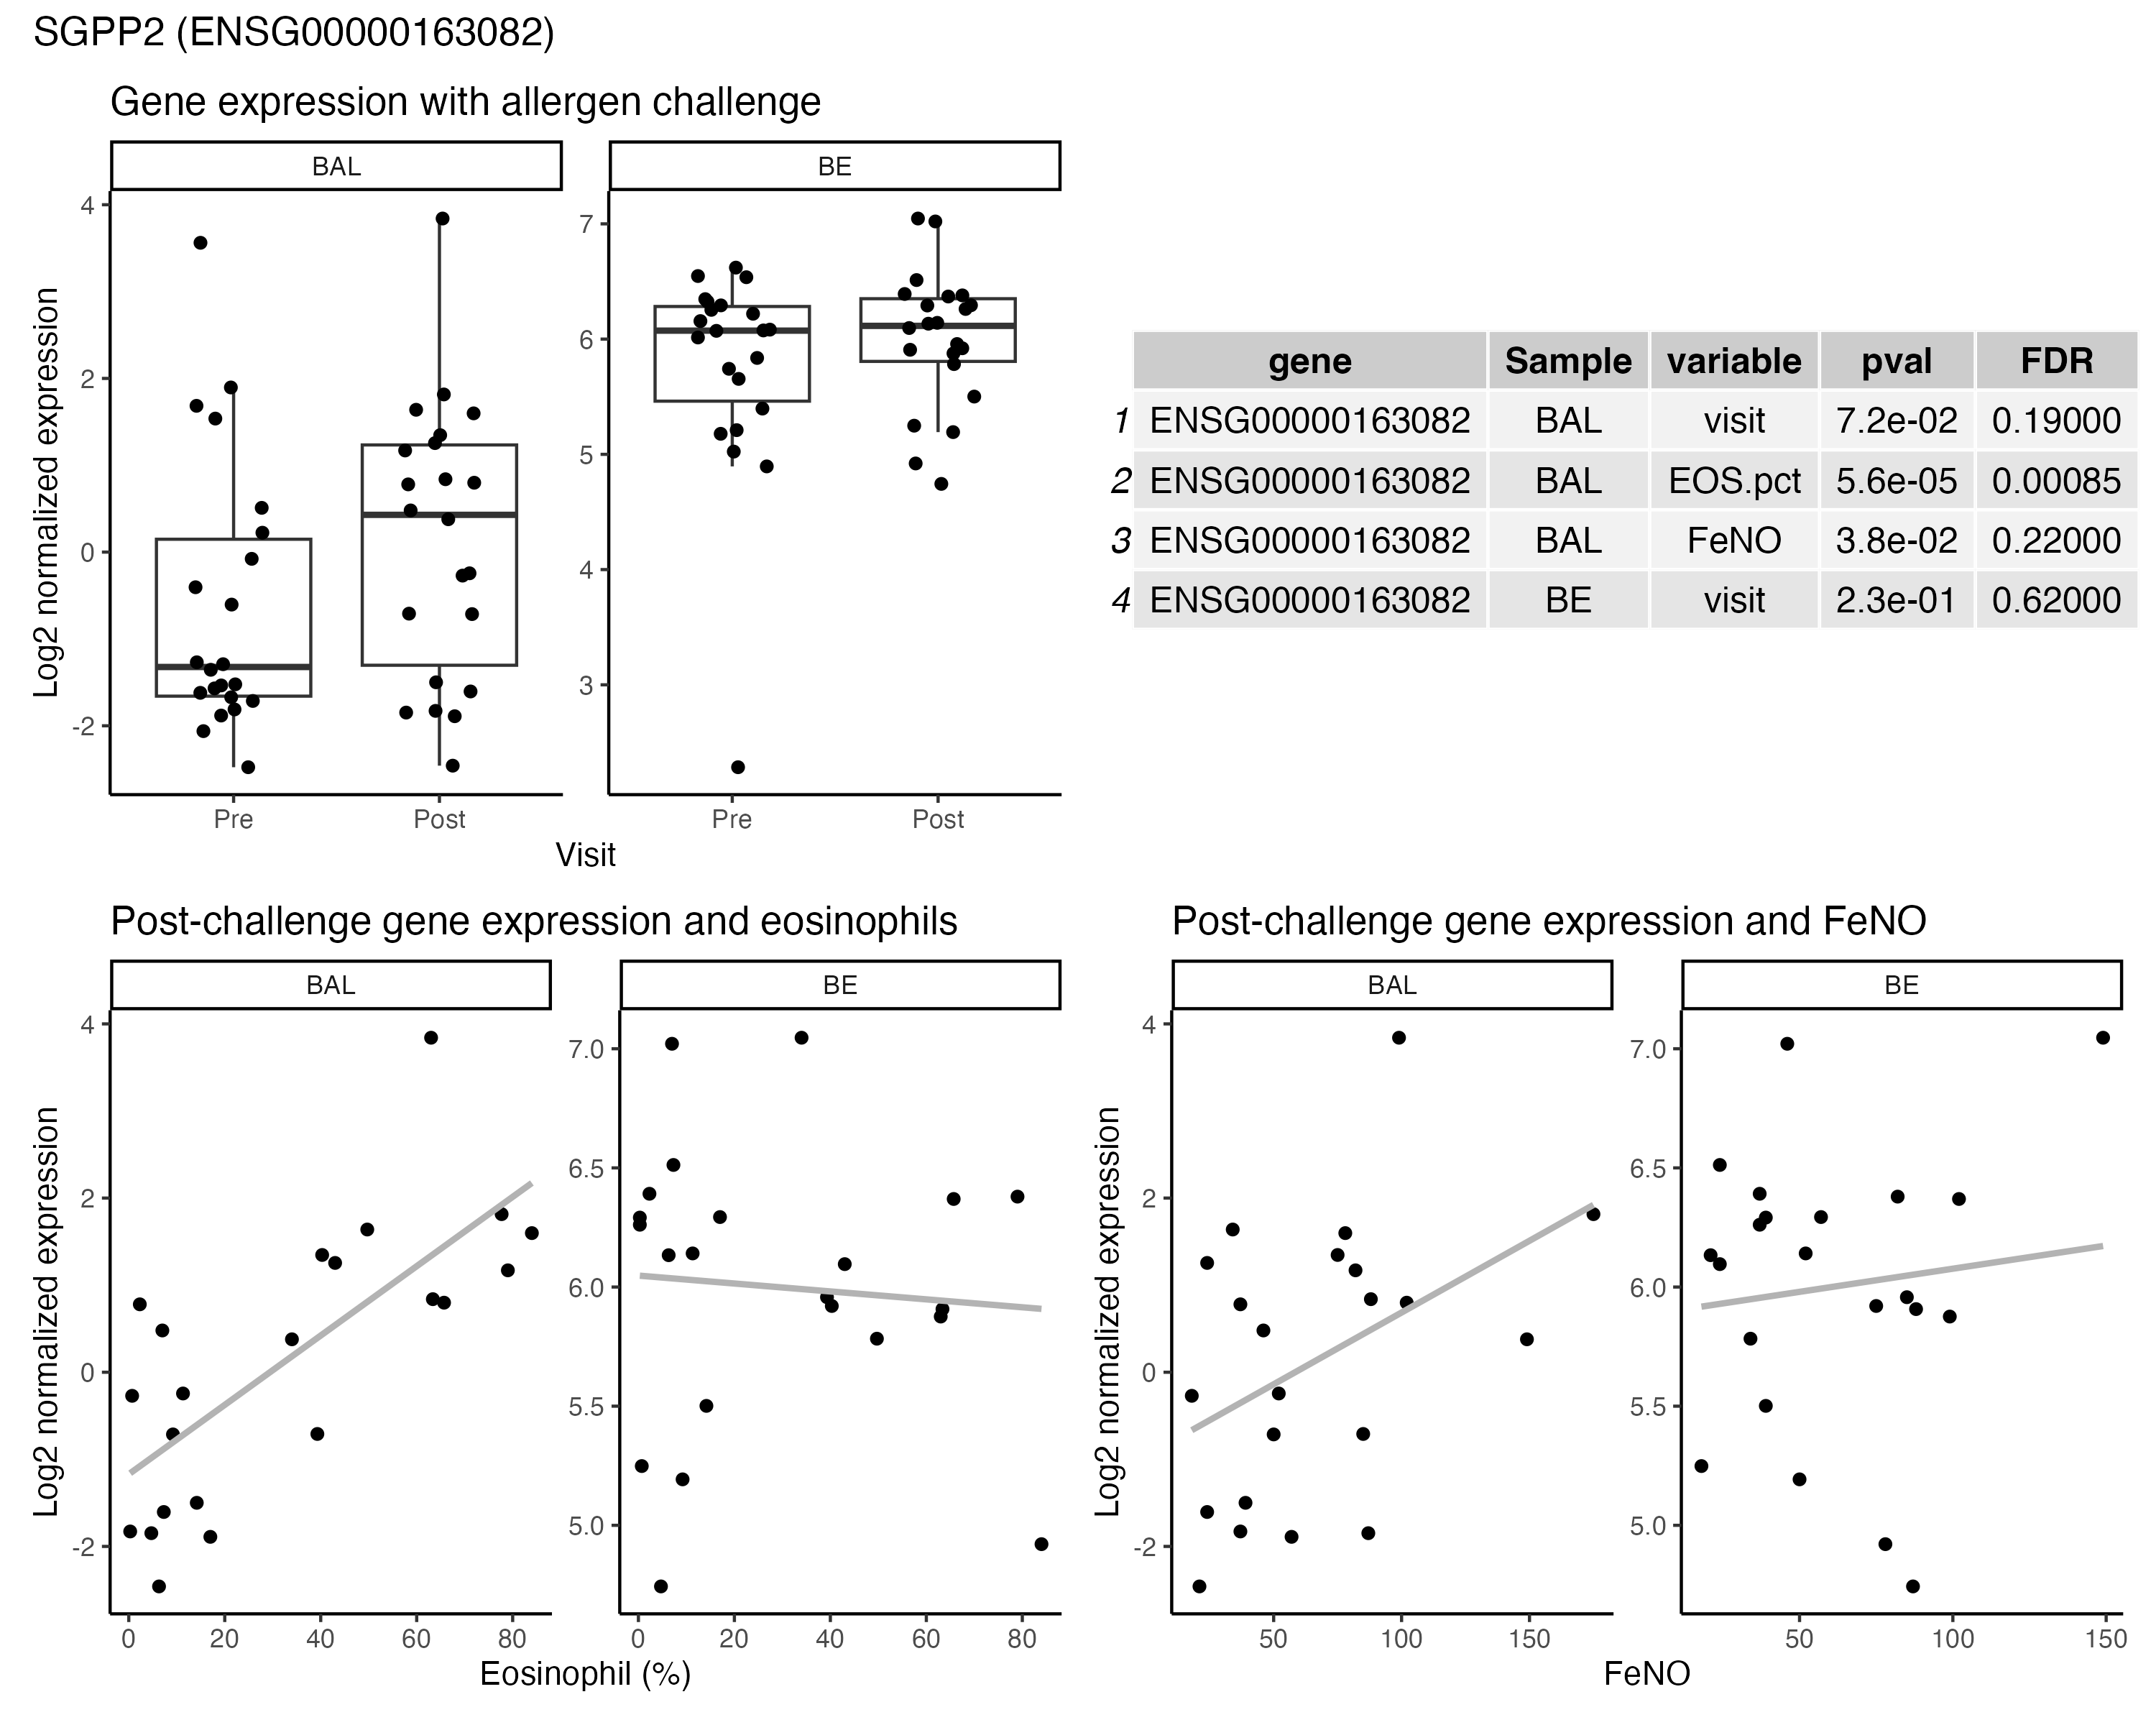 SGPP2 (ENSG00000163082)
Gene expression with allergen challenge
BAL
BE
Log2 normalized expression
4
2
0
-2
7
6
5
4
3
Pre
Post
Pre
Post
Visit
gene Sample variable pval FDR
1 ENSG00000163082 BAL visit 7.2e-02 0.19000
2 ENSG00000163082 BAL EOS.pct 5.6e-05 0.00085
3 ENSG00000163082 BAL FeNO 3.8e-02 0.22000
4 ENSG00000163082 BE visit 2.3e-01 0.62000
Post-challenge gene expression and eosinophils
BAL
BE
Log2 normalized expression
4
2
0
-2
7.0
6.5
6.0
5.5
5.0
0 20 40 60 80
0 20 40 60 80
Eosinophil (%)
Post-challenge gene expression and FeNO
BAL
BE
Log2 normalized expression
4
2
0
-2
7.0
6.5
6.0
5.5
5.0
50 100 150
50 100 150
FeNO